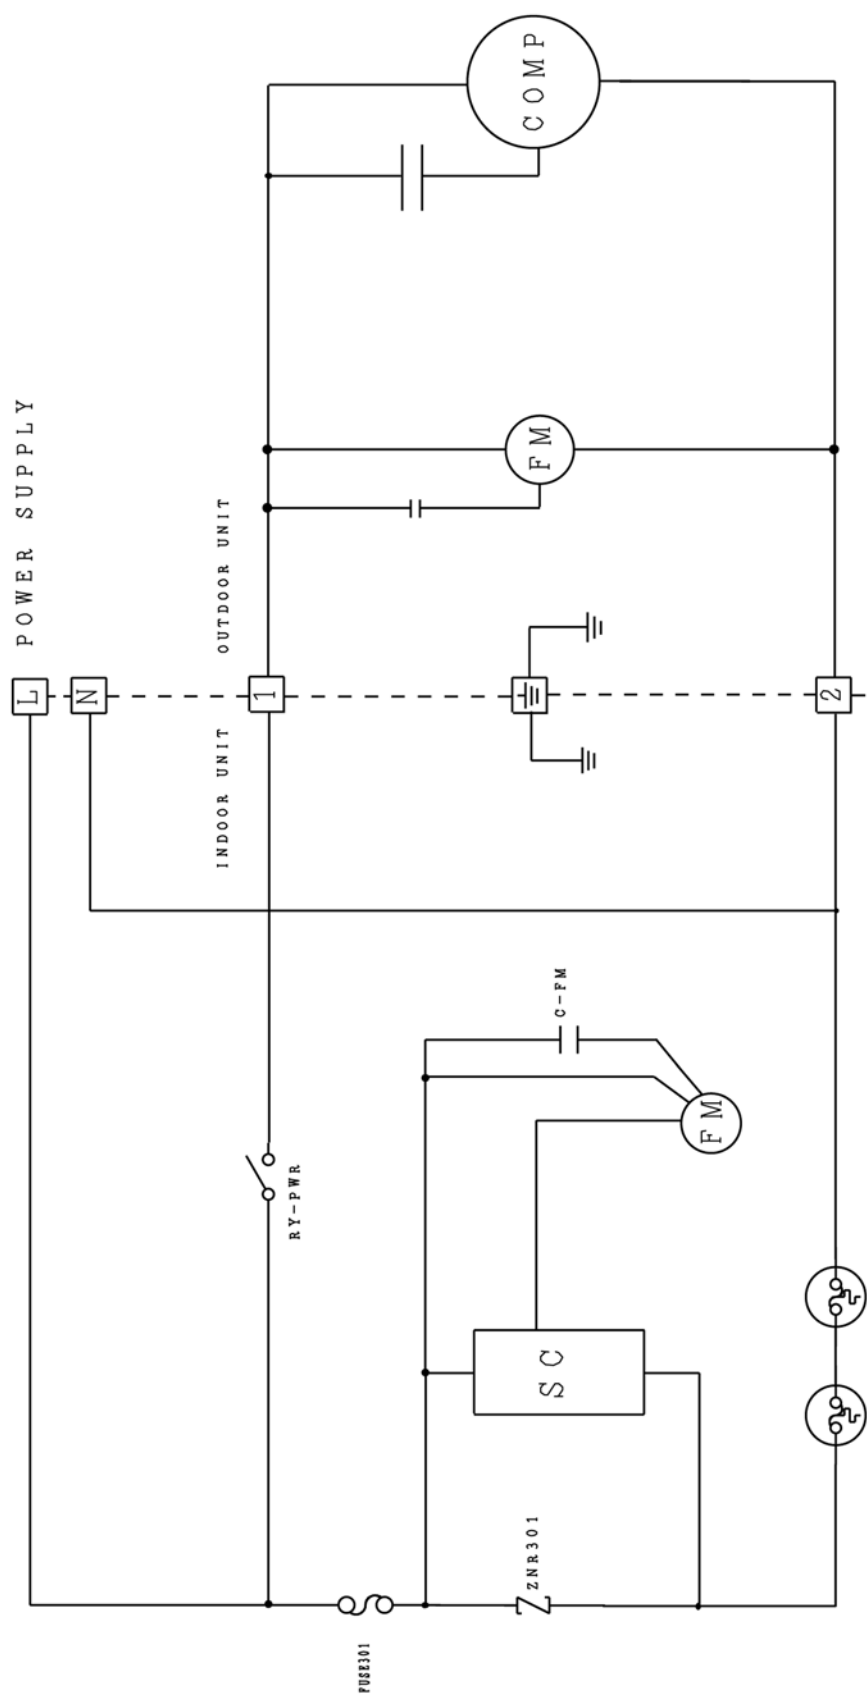 POWER SUPPLY
L
N
INDOOR UNIT
OUTDOOR UNIT
1
2
COMP
FM
RY-PWR
C-FM
FM
SC
FUSE301
ZNR301